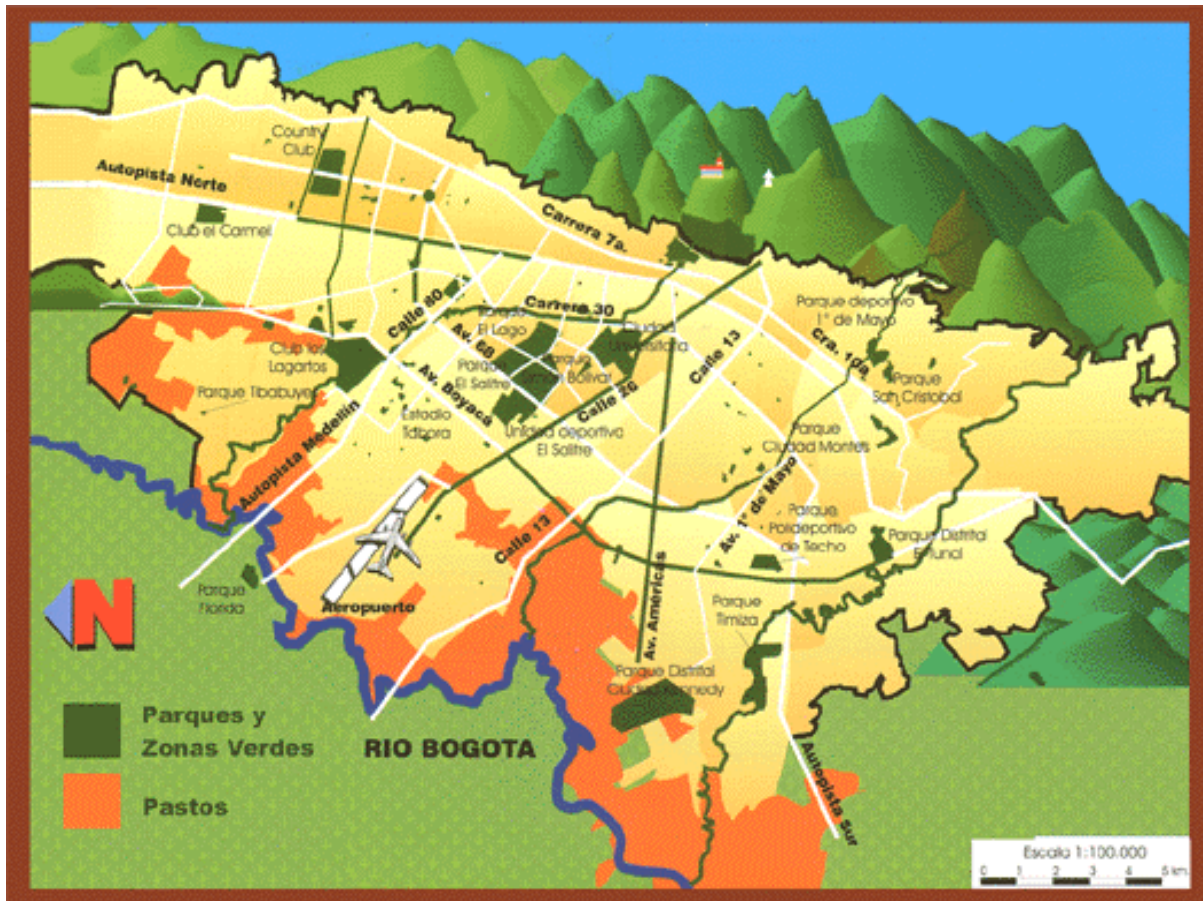 Country
Club
Autopista Norte
Club el Carmel
Carrera 7a.
Calle 80
Carrera 30
Parque
El Lago
Ciudad
Universitaria
Parque deportivo
1° de Mayo
Club los
Lagartos
Av. 68
Parque
El Salitre
Parque
Simón Bolivar
Calle 13
Cra. 10a.
Parque
San Cristobal
Parque Tibabuyes
Av. Boyaca
Calle 26
Estadio
Tabora
Unidad deportiva
El Salitre
Parque
Ciudad Montes
Autopista Medellín
Av. 1° de Mayo
Calle 13
Parque
Polideportivo
de Techo
Parque Distrital
El Tunal
Parque
Florida
Aeropuerto
Av. Américas
Parque
Timiza
N
Parque Distrital
Ciudad Kennedy
Parques y
Zonas Verdes
RIO BOGOTA
Pastos
Autopista sur
Escala 1:100.000
0 1 2 3 4 5 km.